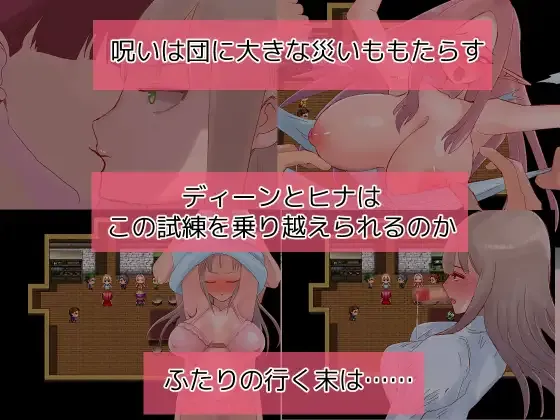 呪いは団に大きな災いももたらす
ディーンとヒナは
この試練を乗り越えられるのか
ふたりの行く末は……